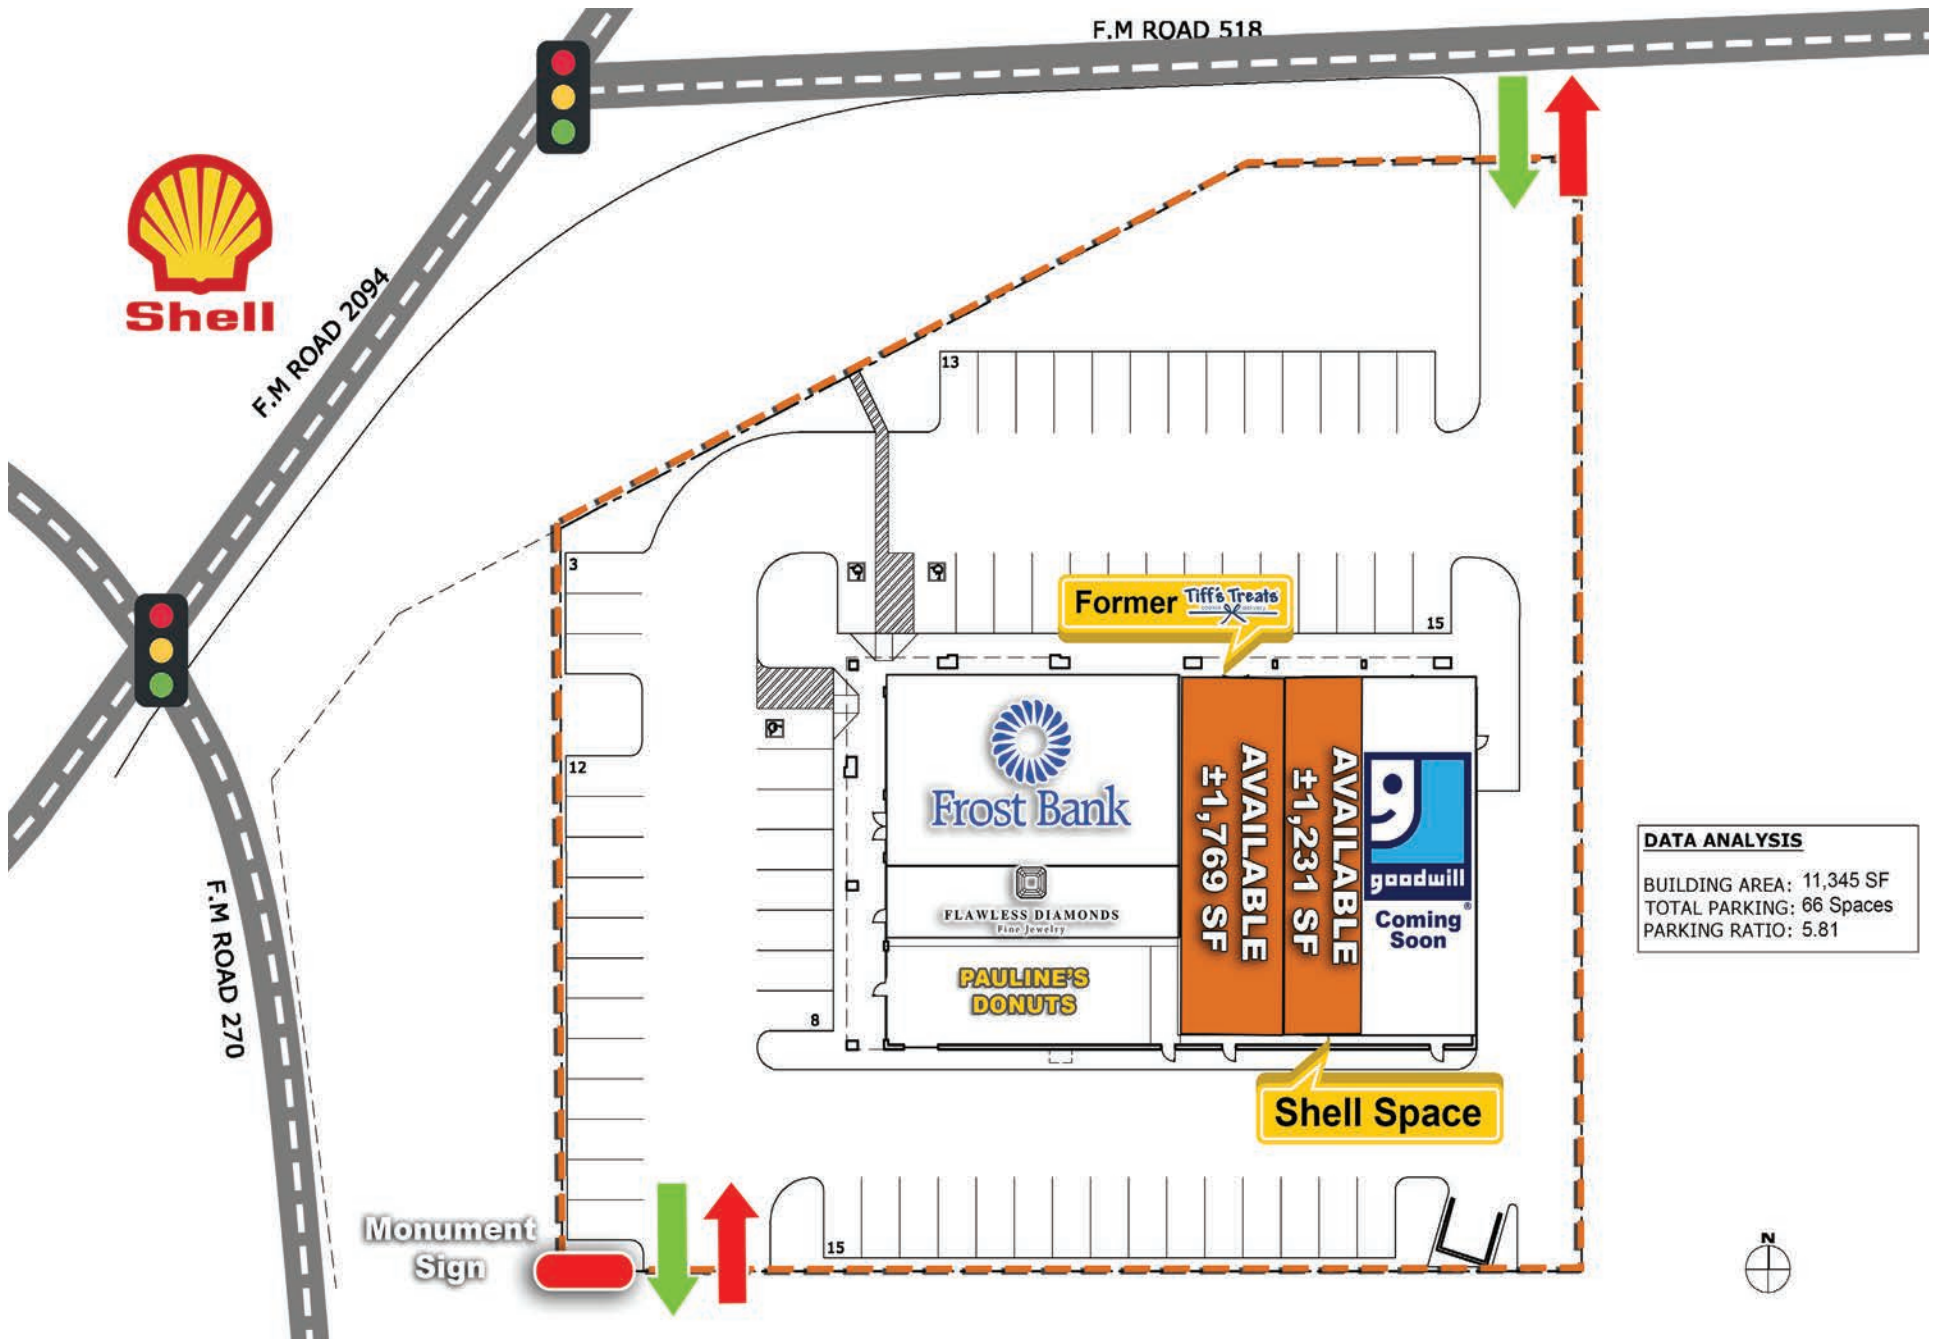 F.M ROAD 518
Shell
F.M ROAD 2094
13
3
Former Tiff's Treats
15
12
Frost Bank
AVAILABLE
±1,769 SF
AVAILABLE
±1,231 SF
goodwill®
Coming
Soon
FLAWLESS DIAMONDS
Fine Jewelry
PAULINE'S
DONUTS
8
DATA ANALYSIS
BUILDING AREA: 11,345 SF
TOTAL PARKING: 66 Spaces
PARKING RATIO: 5.81
F.M ROAD 270
Shell Space
Monument
Sign
15
N